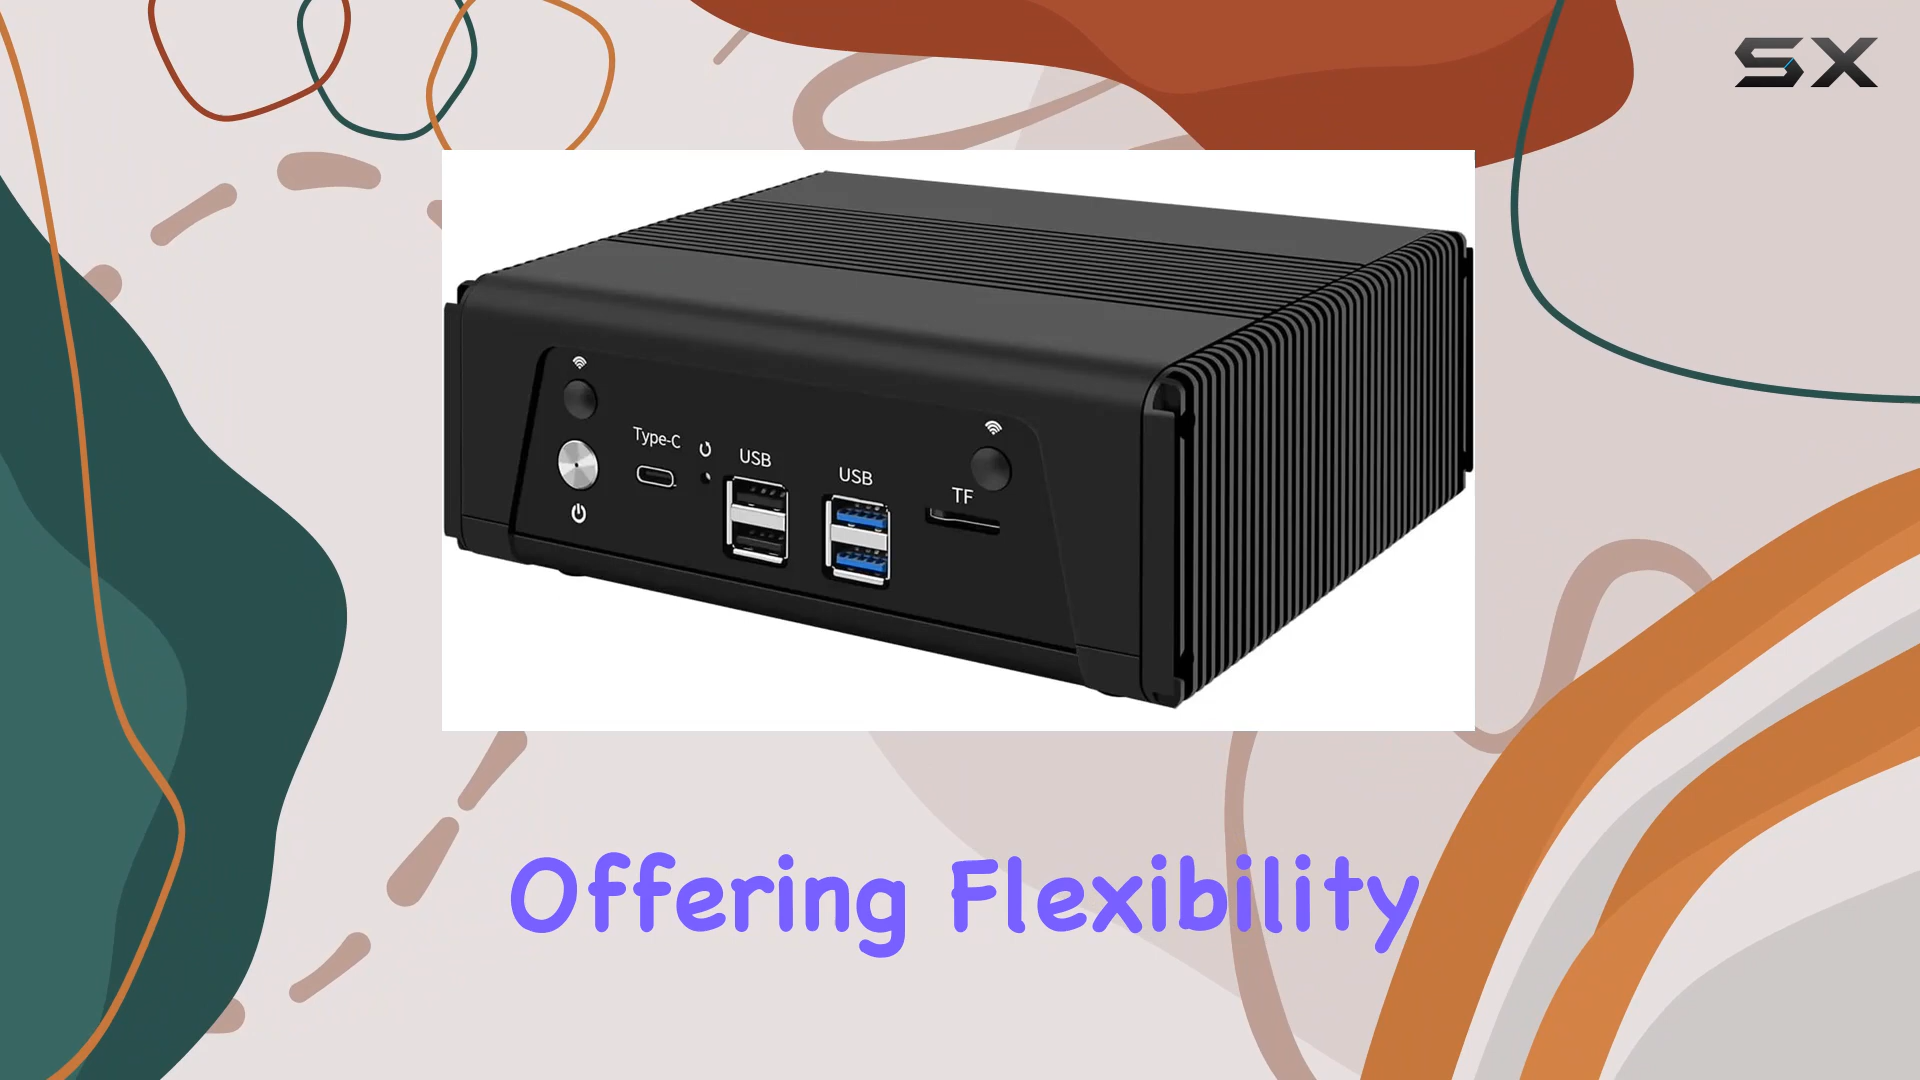 SX
Type-C
USB
USB
TF
Offering Flexibility